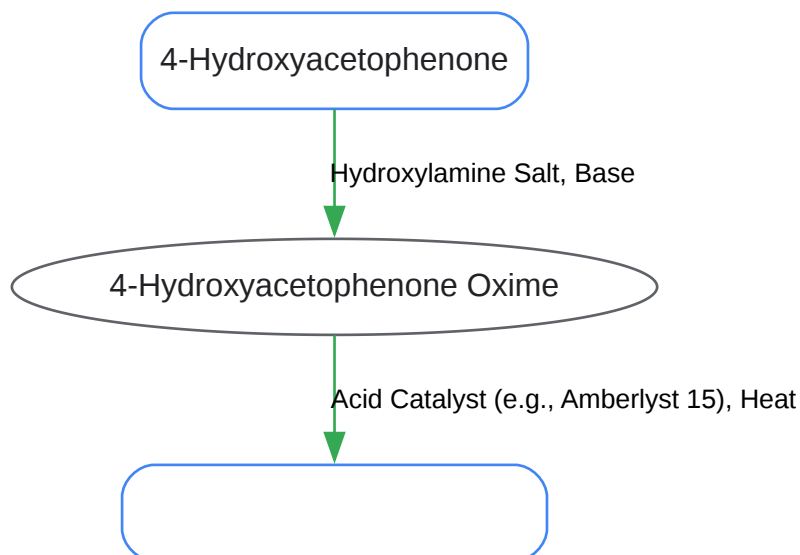 4-Hydroxyacetophenone
Hydroxylamine Salt, Base
4-Hydroxyacetophenone Oxime
Acid Catalyst (e.g., Amberlyst 15), Heat